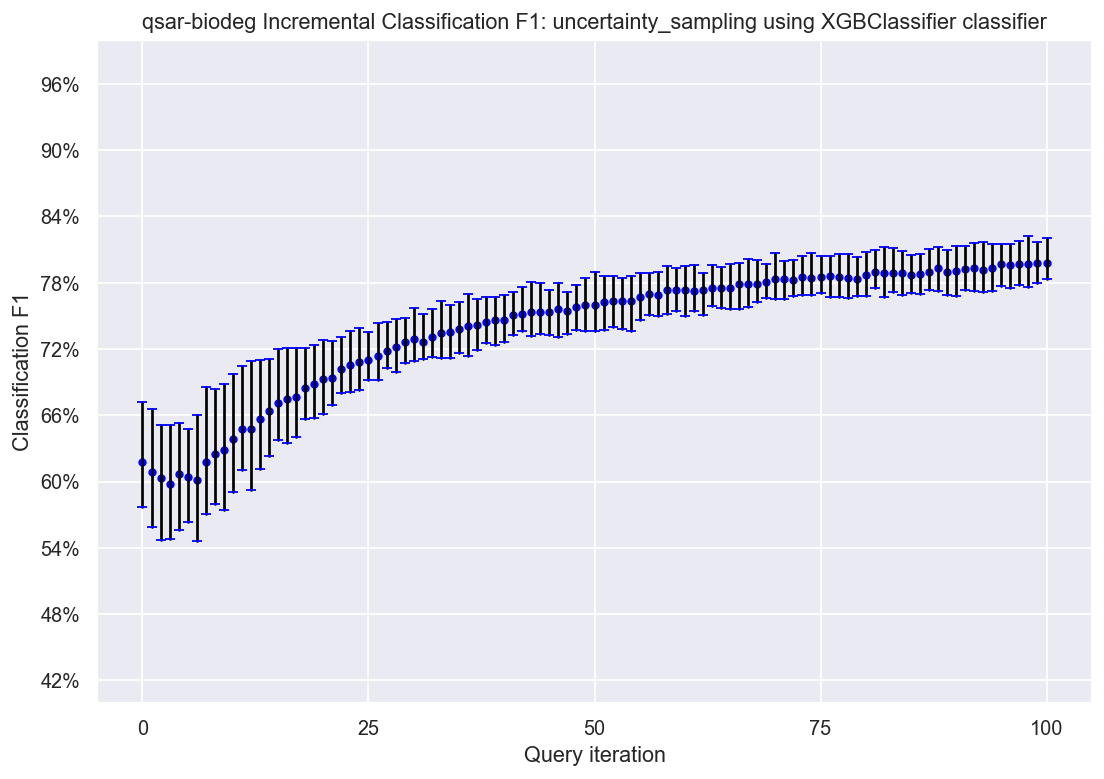 qsar-biodeg Incremental Classification F1: uncertainty_sampling using XGBClassifier classifier
96%
90%
84%
78%
72%
66%
60%
54%
48%
42%
Classification F1
0 25 50 75 100
Query iteration